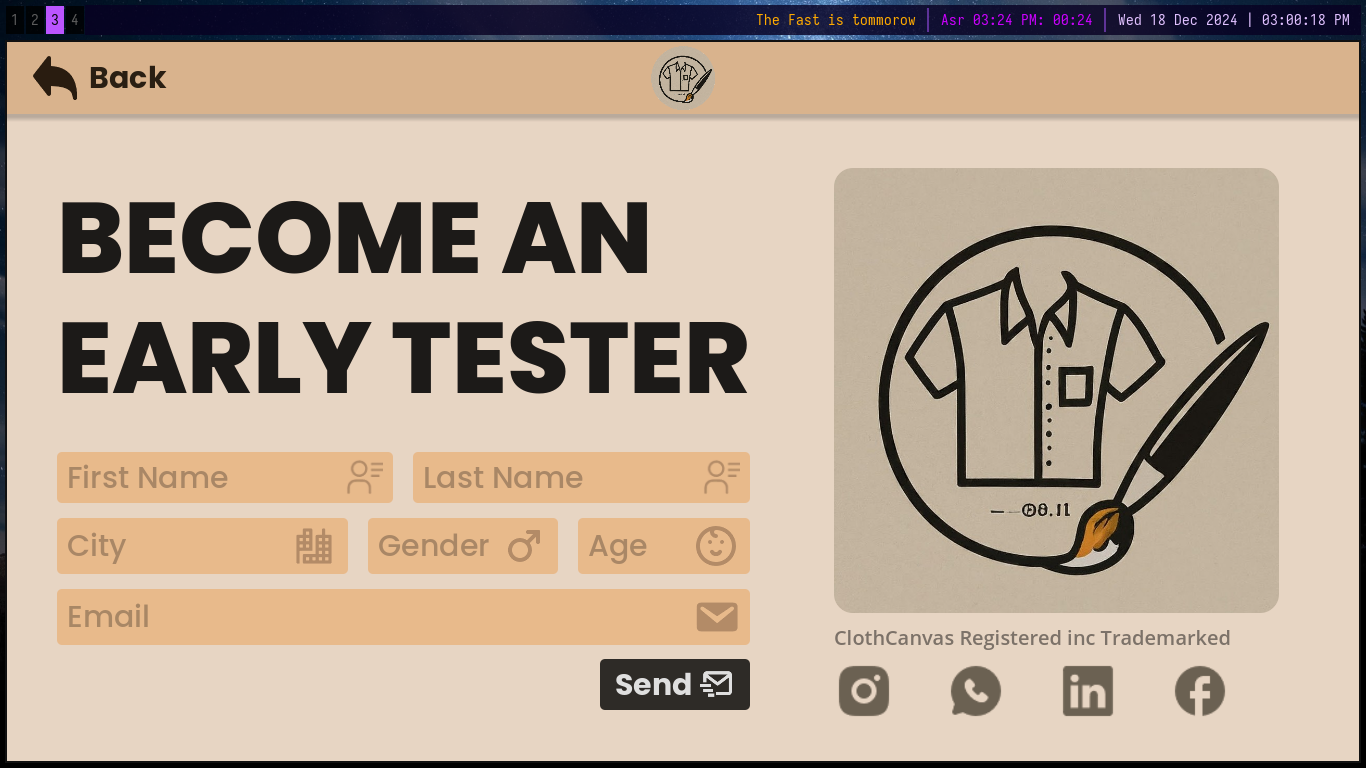 1 2 3 4
The Fast is tommorow | Asr 03:24 PM: 00:24 | Wed 18 Dec 2024 | 03:00:18 PM
Back
BECOME AN
EARLY TESTER
First Name
Last Name
City
Gender
Age
Email
Send
08.11
ClothCanvas Registered inc Trademarked